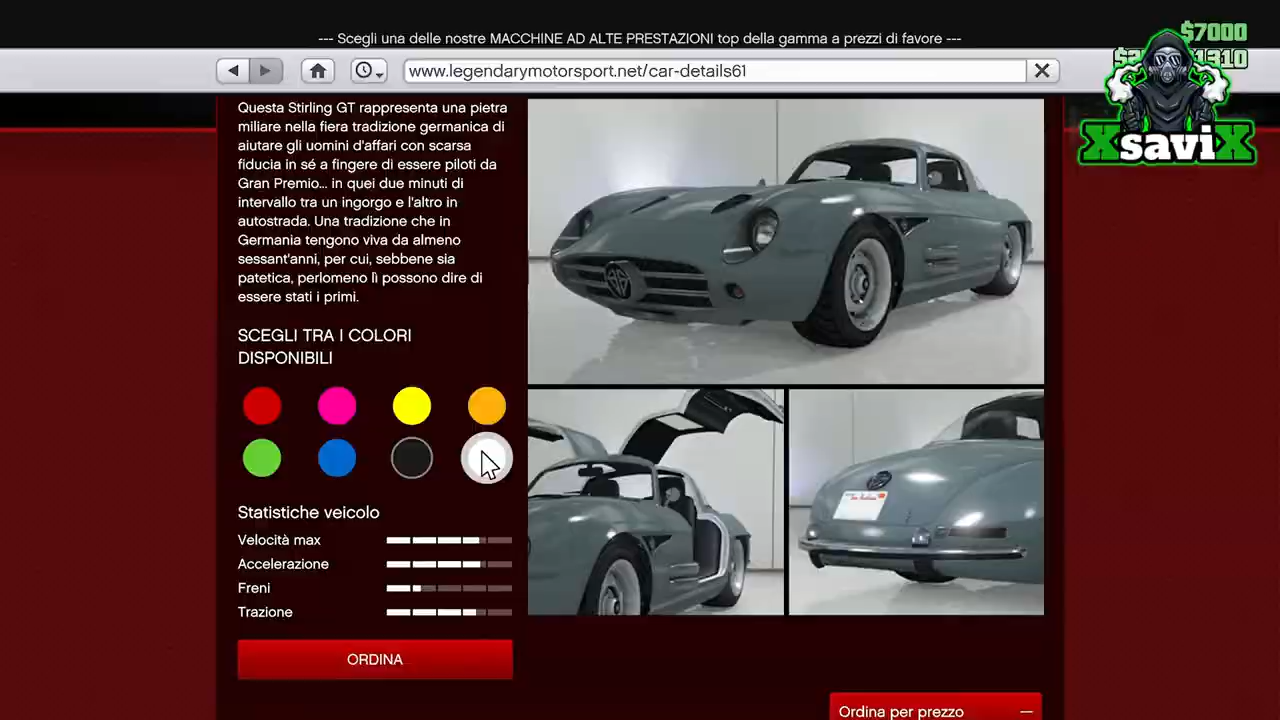 --- Scegli una delle nostre MACCHINE AD ALTE PRESTAZIONI top della gamma a prezzi di favore ---
$7000
1310
www.legendarymotorsport.net/car-details61
XsaviX
Questa Stirling GT rappresenta una pietra
miliare nella fiera tradizione germanica di
aiutare gli uomini d'affari con scarsa
fiducia in sé a fingere di essere piloti da
Gran Premio... in quei due minuti di
intervallo tra un ingorgo e l'altro in
autostrada. Una tradizione che in
Germania tengono viva da almeno
sessant'anni, per cui, sebbene sia
patetica, perlomeno lì possono dire di
essere stati i primi.
SCEGLI TRA I COLORI
DISPONIBILI
Statistiche veicolo
Velocità max
Accelerazione
Freni
Trazione
ORDINA
Ordina per prezzo